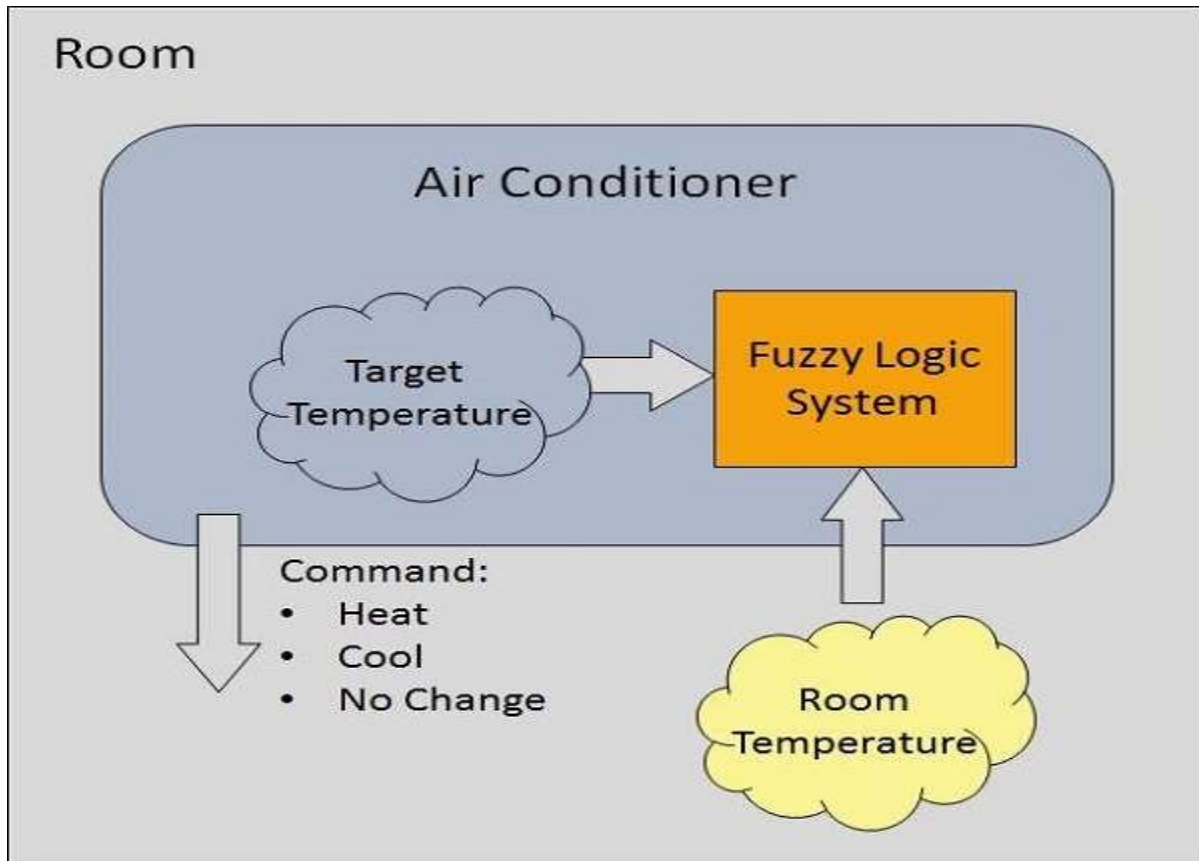 Room
Air Conditioner
Target
Temperature
Fuzzy Logic
System
Command:
• Heat
• Cool
• No Change
Room
Temperature